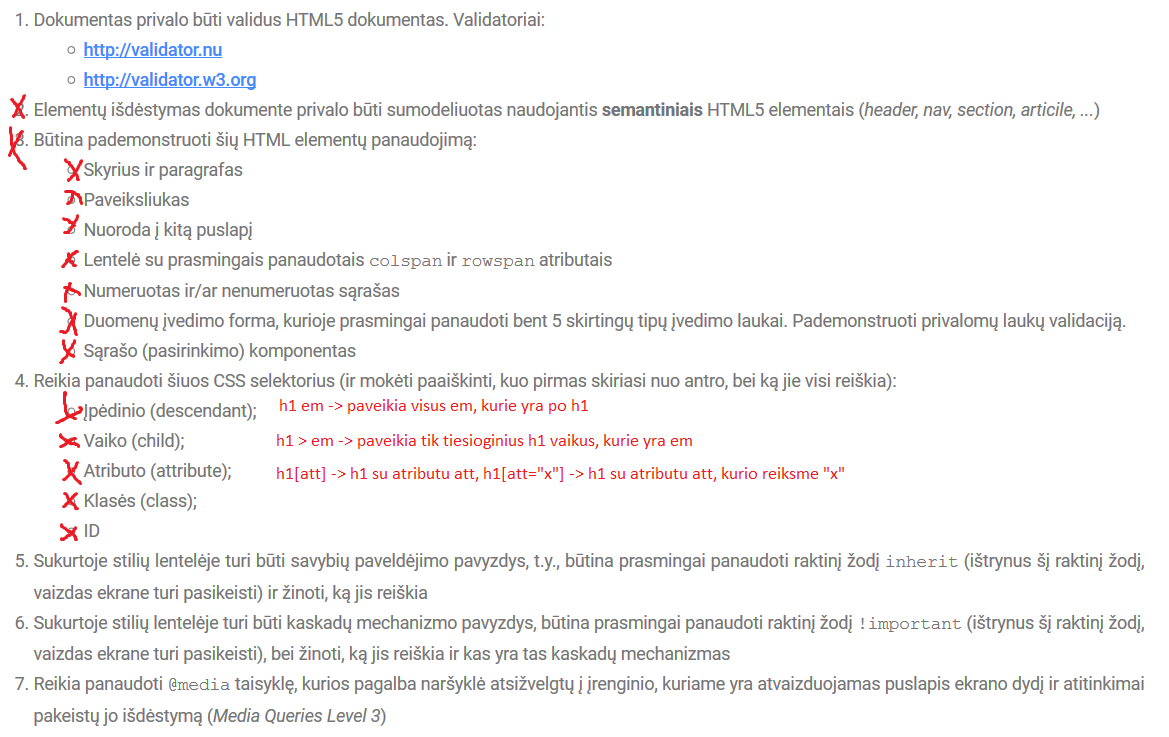 1. Dokumentas privalo būti validus HTML5 dokumentas. Validatoriai:
http://validator.nu
http://validator.w3.org
2. Elementų išdėstymas dokumente privalo būti sumodeliuotas naudojantis semantiniais HTML5 elementais (header, nav, section, articile, ...)
3. Būtina pademonstruoti šių HTML elementų panaudojimą:
Skyrius ir paragrafas
Paveiksliukas
Nuoroda į kitą puslapį
Lentelė su prasmingais panaudotais colspan ir rowspan atributais
Numeruotas ir/ar nenumeruotas sąrašas
Duomenų įvedimo forma, kurioje prasmingai panaudoti bent 5 skirtingų tipų įvedimo laukai. Pademonstruoti privalomų laukų validaciją.
Sąrašo (pasirinkimo) komponentas
4. Reikia panaudoti šiuos CSS selektorius (ir mokėti paaiškinti, kuo pirmas skiriasi nuo antro, bei ką jie visi reiškia):
Įpėdinio (descendant); h1 em -> paveikia visus em, kurie yra po h1
Vaiko (child); h1 > em -> paveikia tik tiesioginius h1 vaikus, kurie yra em
Atributo (attribute); h1[att] -> h1 su atributu att, h1[att="x"] -> h1 su atributu att, kurio reiksme "x"
Klasės (class);
ID
5. Sukurtoje stilių lentelėje turi būti savybių paveldėjimo pavyzdys, t.y., būtina prasmingai panaudoti raktinį žodį inherit (ištrynus šį raktinį žodį,
vaizdas ekrane turi pasikeisti) ir žinoti, ką jis reiškia
6. Sukurtoje stilių lentelėje turi būti kaskadų mechanizmo pavyzdys, būtina prasmingai panaudoti raktinį žodį !important (ištrynus šį raktinį žodį,
vaizdas ekrane turi pasikeisti), bei žinoti, ką jis reiškia ir kas yra tas kaskadų mechanizmas
7. Reikia panaudoti @media taisyklę, kurios pagalba naršyklė atsižvelgtų į įrenginio, kuriame yra atvaizduojamas puslapis ekrano dydį ir atitinkimai
pakeistų jo išdėstymą (Media Queries Level 3)